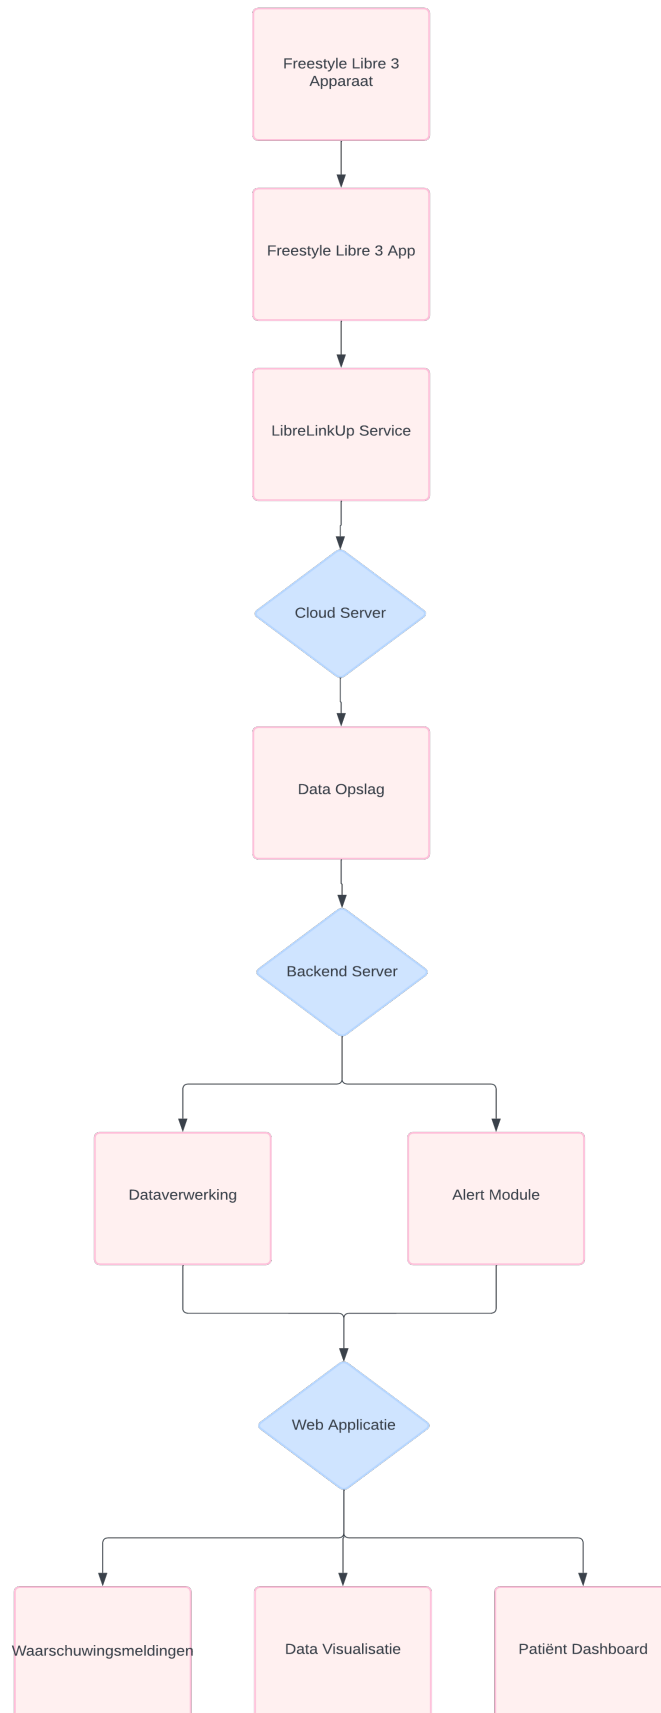 Freestyle Libre 3
Apparaat
Freestyle Libre 3 App
LibreLinkUp Service
Cloud Server
Data Opslag
Backend Server
Dataverwerking
Alert Module
Web Applicatie
Waarschuwingsmeldingen
Data Visualisatie
Patiënt Dashboard